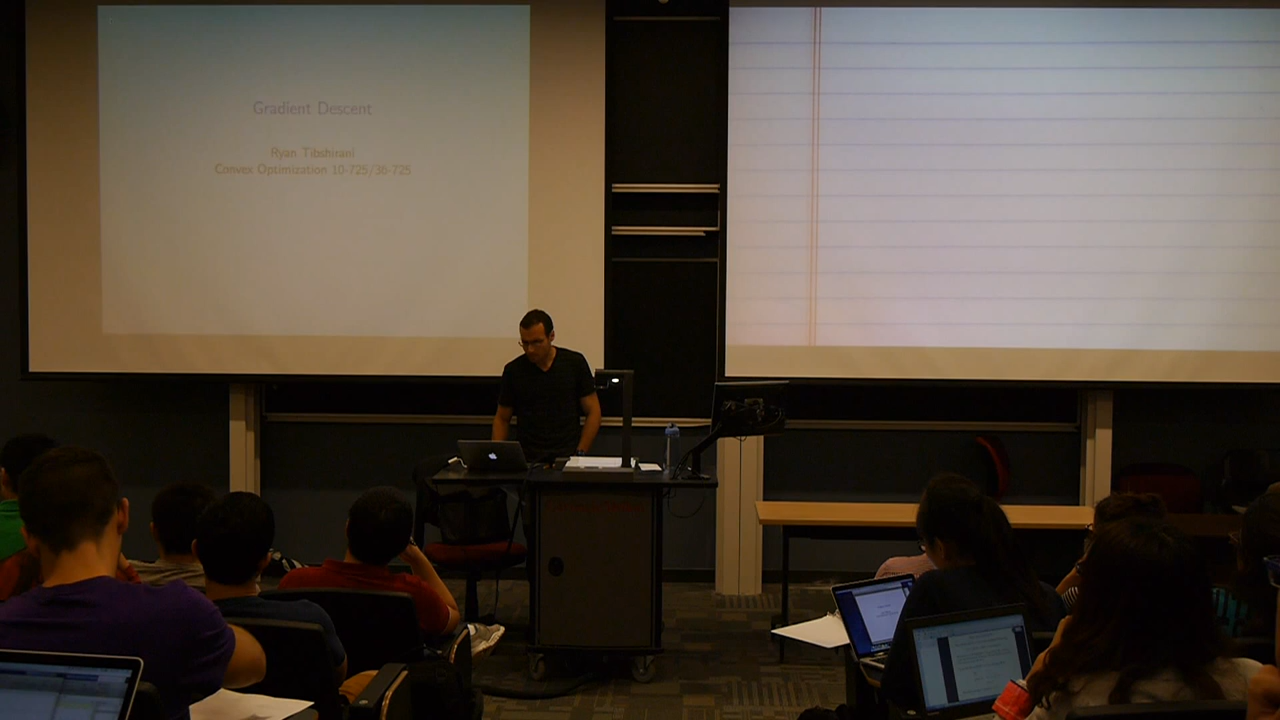 Gradient Descent
Ryan Tibshirani
Convex Optimization 10-725/36-725